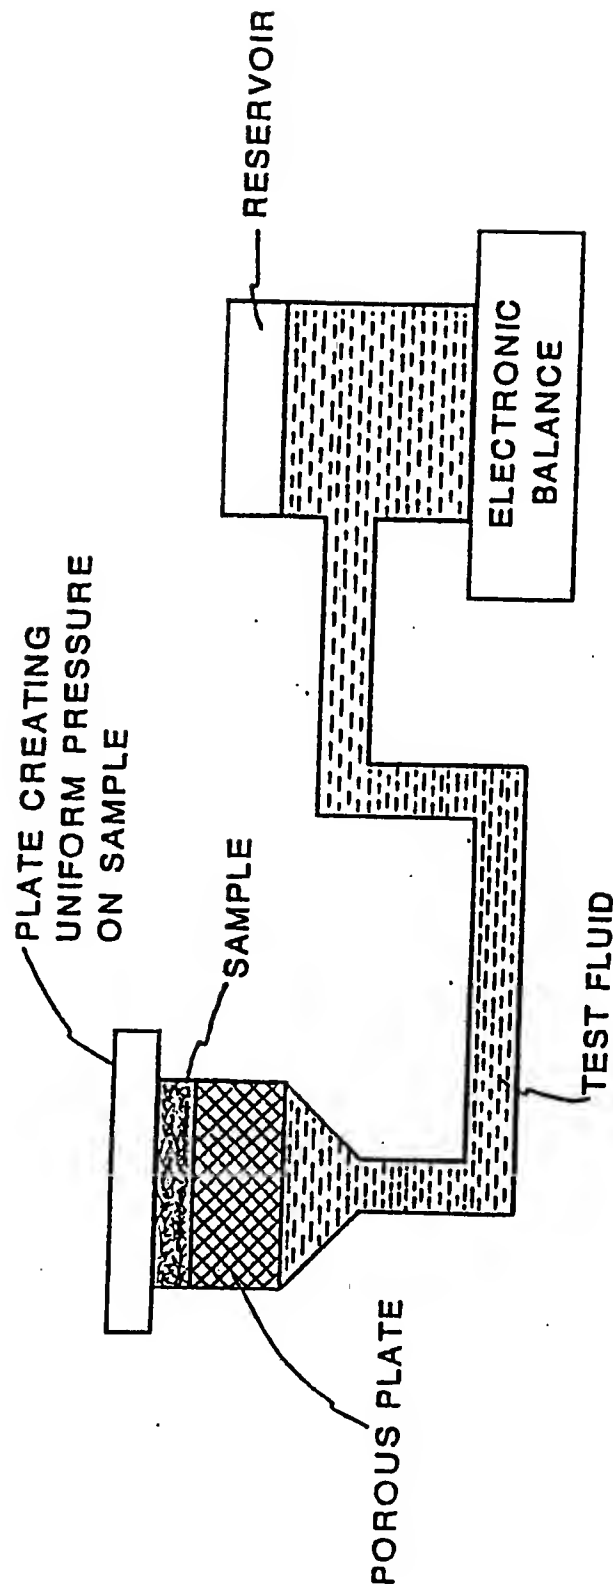 PLATE CREATING
UNIFORM PRESSURE
ON SAMPLE
SAMPLE
RESERVOIR
ELECTRONIC
BALANCE
TEST FLUID
POROUS PLATE